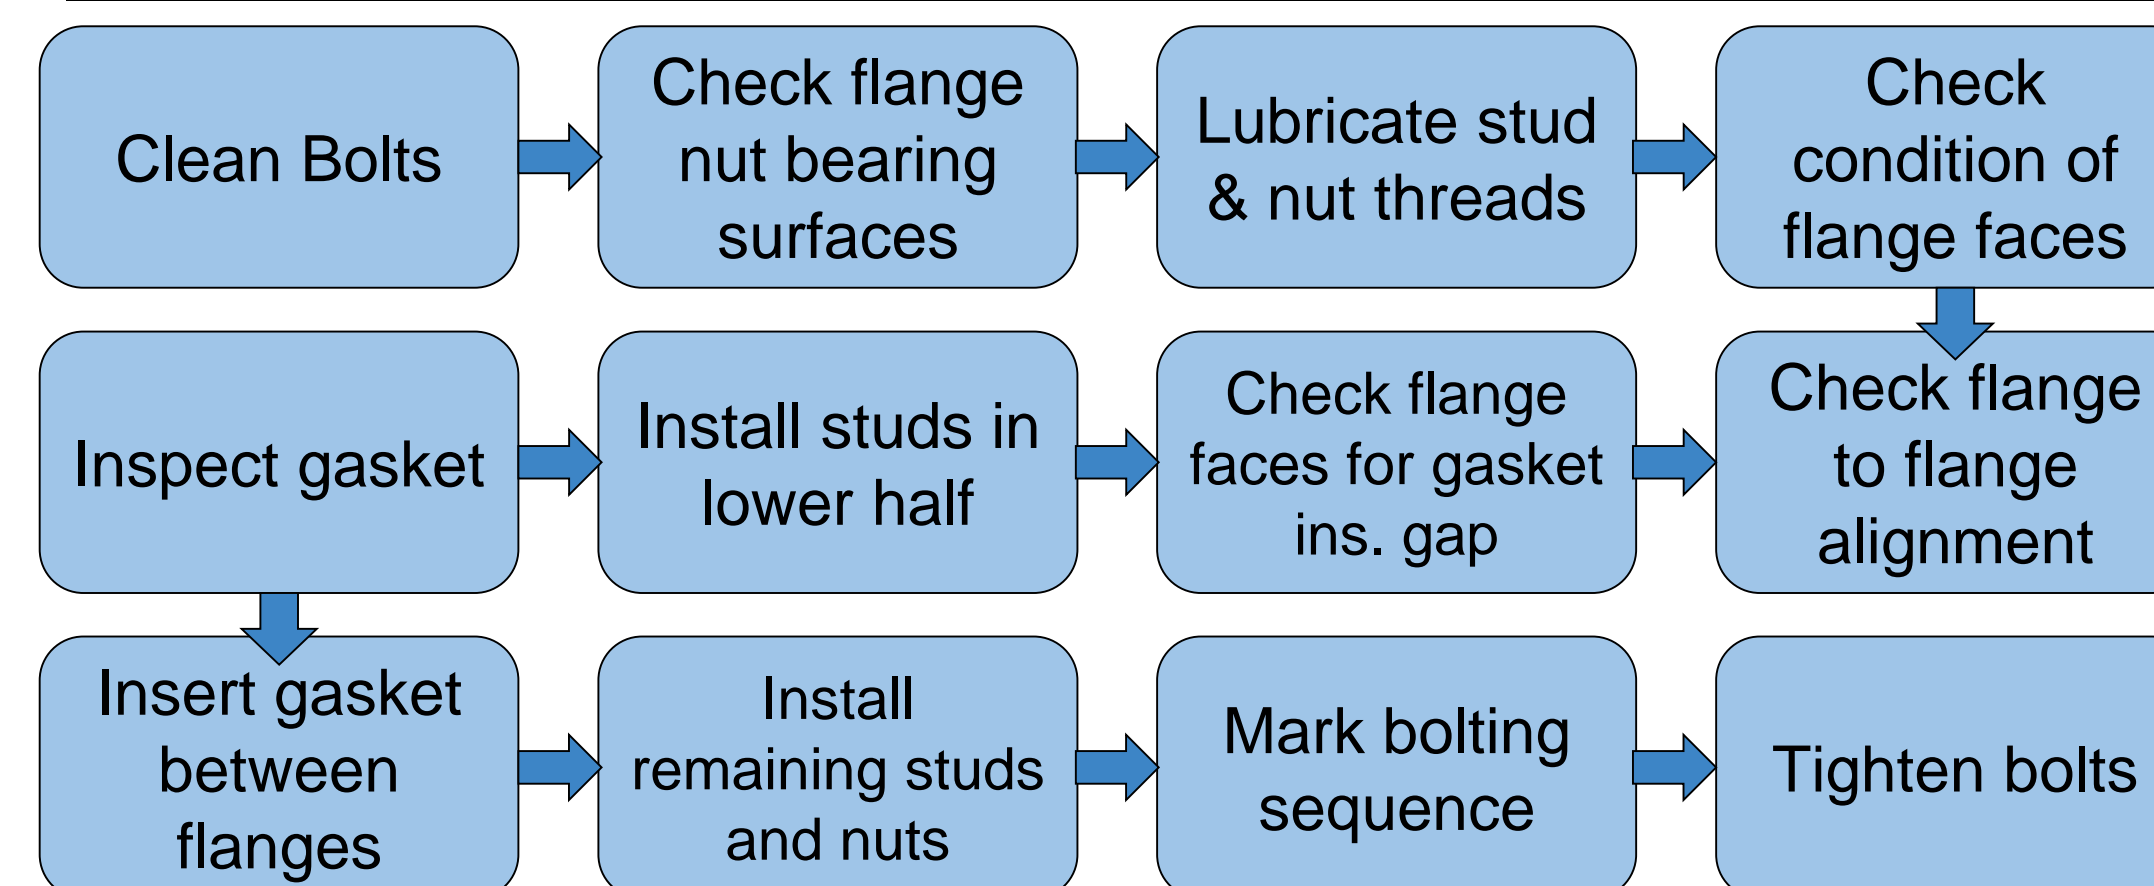 Clean Bolts
Check flange
nut bearing
surfaces
Lubricate stud
& nut threads
Check
condition of
flange faces
Inspect gasket
Install studs in
lower half
Check flange
faces for gasket
ins. gap
Check flange
to flange
alignment
Insert gasket
between
flanges
Install
remaining studs
and nuts
Mark bolting
sequence
Tighten bolts